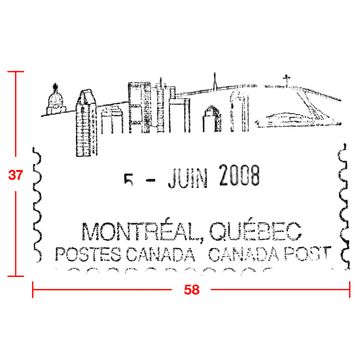 37
5 - JUIN 2008
MONTRÉAL, QUÉBEC
POSTES CANADA CANADA POST
58